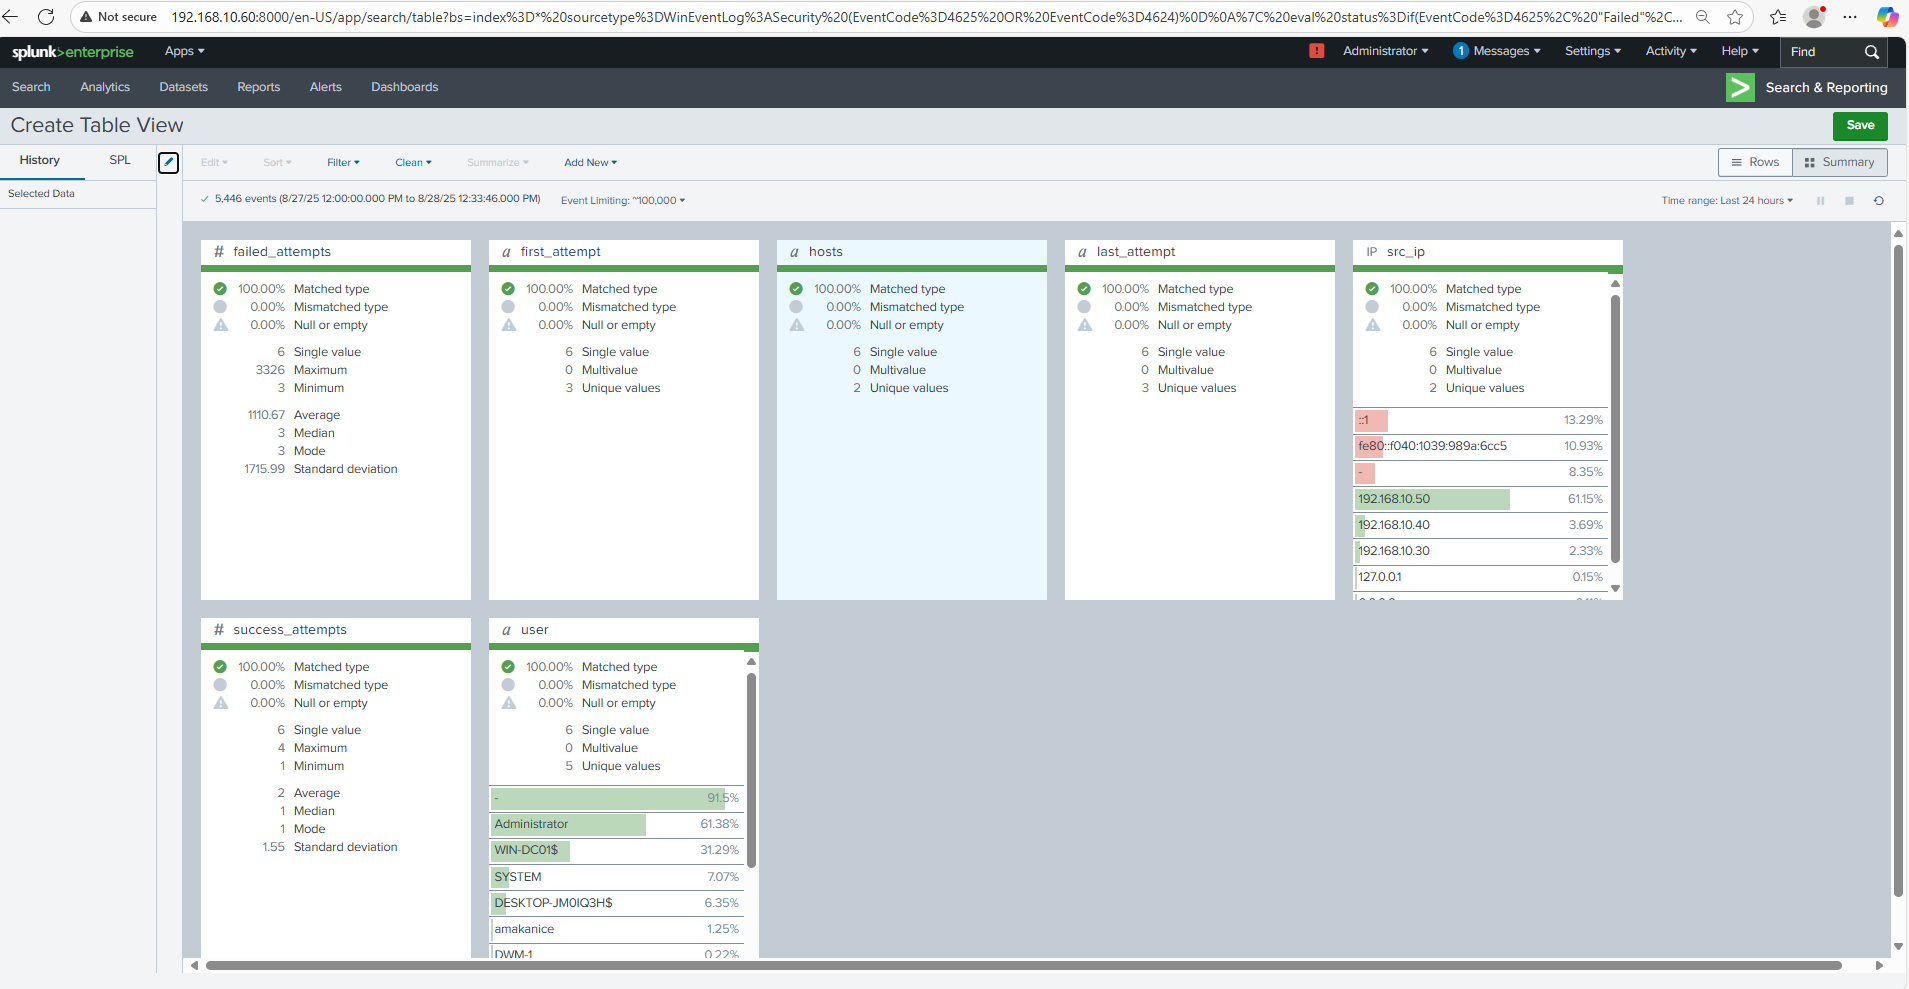 Not secure 192.168.10.60:8000/en-US/app/search/table?bs=index%3D*%20sourcetype%3DWinEventLog%3ASecurity%20(EventCode%3D4625%20OR%20EventCode%3D4624)%0D%0A%7C%20eval%20status%3Dif(EventCode%3D4625%2C%20"Failed"%2C...
splunk>enterprise Apps ! Administrator 1 Messages Settings Activity Help Find
Search Analytics Datasets Reports Alerts Dashboards > Search & Reporting
Create Table View Save
History SPL Edit Sort Filter Clean Summarize Add New Rows Summary
Selected Data
5,446 events (8/27/25 12:00:00.000 PM to 8/28/25 12:33:46.000 PM) Event Limiting: ~100,000 Time range: Last 24 hours
# failed_attempts
100.00% Matched type
0.00% Mismatched type
0.00% Null or empty
6 Single value
3326 Maximum
3 Minimum
1110.67 Average
3 Median
3 Mode
1715.99 Standard deviation
a first_attempt
100.00% Matched type
0.00% Mismatched type
0.00% Null or empty
6 Single value
0 Multivalue
3 Unique values
a hosts
100.00% Matched type
0.00% Mismatched type
0.00% Null or empty
6 Single value
0 Multivalue
2 Unique values
a last_attempt
100.00% Matched type
0.00% Mismatched type
0.00% Null or empty
6 Single value
0 Multivalue
3 Unique values
IP src_ip
100.00% Matched type
0.00% Mismatched type
0.00% Null or empty
6 Single value
0 Multivalue
2 Unique values
::1 13.29%
fe80::f040:1039:989a:6cc5 10.93%
- 8.35%
192.168.10.50 61.15%
192.168.10.40 3.69%
192.168.10.30 2.33%
127.0.0.1 0.15%
# success_attempts
100.00% Matched type
0.00% Mismatched type
0.00% Null or empty
6 Single value
4 Maximum
1 Minimum
2 Average
1 Median
1 Mode
1.55 Standard deviation
a user
100.00% Matched type
0.00% Mismatched type
0.00% Null or empty
6 Single value
0 Multivalue
5 Unique values
- 91.5%
Administrator 61.38%
WIN-DC01$ 31.29%
SYSTEM 7.07%
DESKTOP-JM0IQ3H$ 6.35%
amakanice 1.25%
DWM-1 0.22%